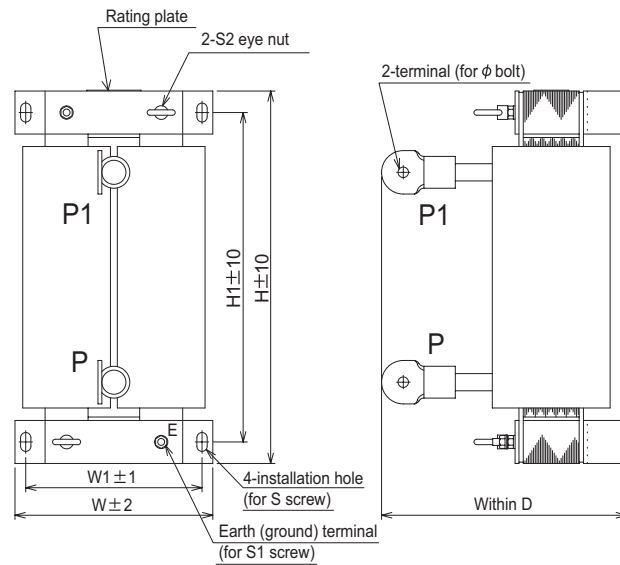 Rating plate
2-S2 eye nut
2-terminal (for ϕ bolt)
P1
P1
H1±10
H±10
P
P
E
W1±1
4-installation hole
(for S screw)
W±2
Within D
Earth (ground) terminal
(for S1 screw)